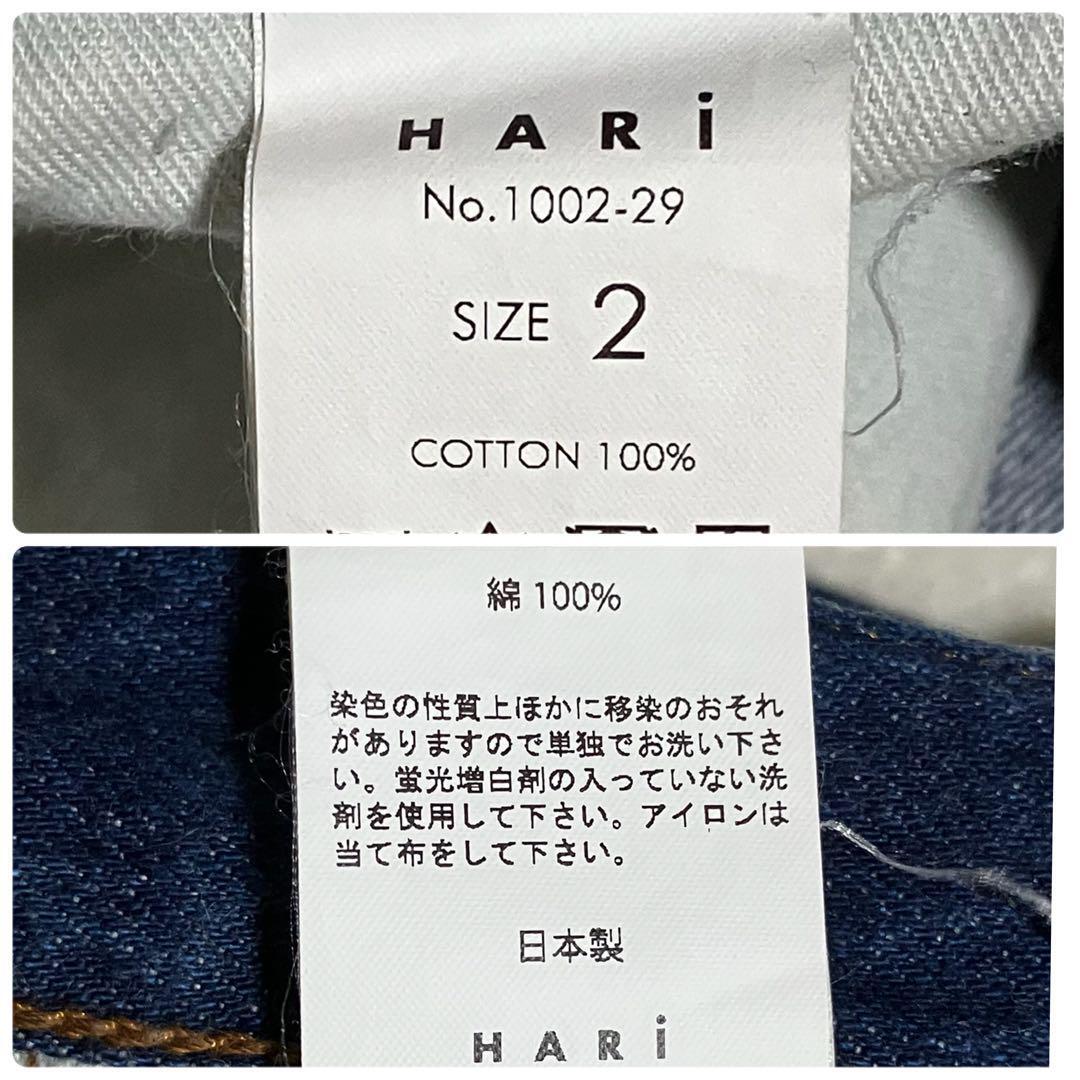 HARi
No.1002-29
SIZE 2
COTTON 100%
綿100%
染色の性質上ほかに移染のおそれ
がありますので単独でお洗い下さ
い。蛍光増白剤の入っていない洗
剤を使用して下さい。アイロンは
当て布をして下さい。
日本製
HARi